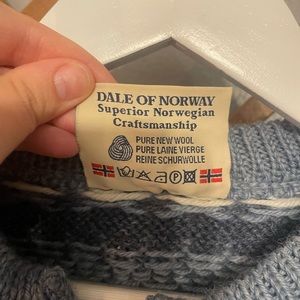 DALE OF NORWAY
Superior Norwegian
Craftsmanship
PURE NEW WOOL
PURE LAINE VIERGE
REINE SCHURWOLLE